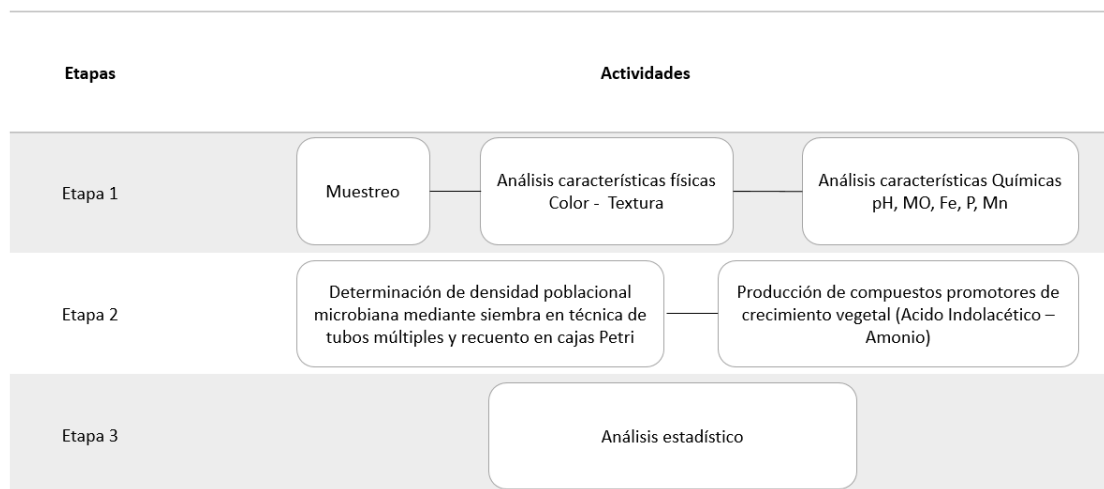 Etapas
Actividades
Etapa 1
Muestreo
Análisis características físicas
Color - Textura
Análisis características Químicas
pH, MO, Fe, P, Mn
Etapa 2
Determinación de densidad poblacional
microbiana mediante siembra en técnica de
tubos múltiples y recuento en cajas Petri
Producción de compuestos promotores de
crecimiento vegetal (Acido Indolacético –
Amonio)
Etapa 3
Análisis estadístico